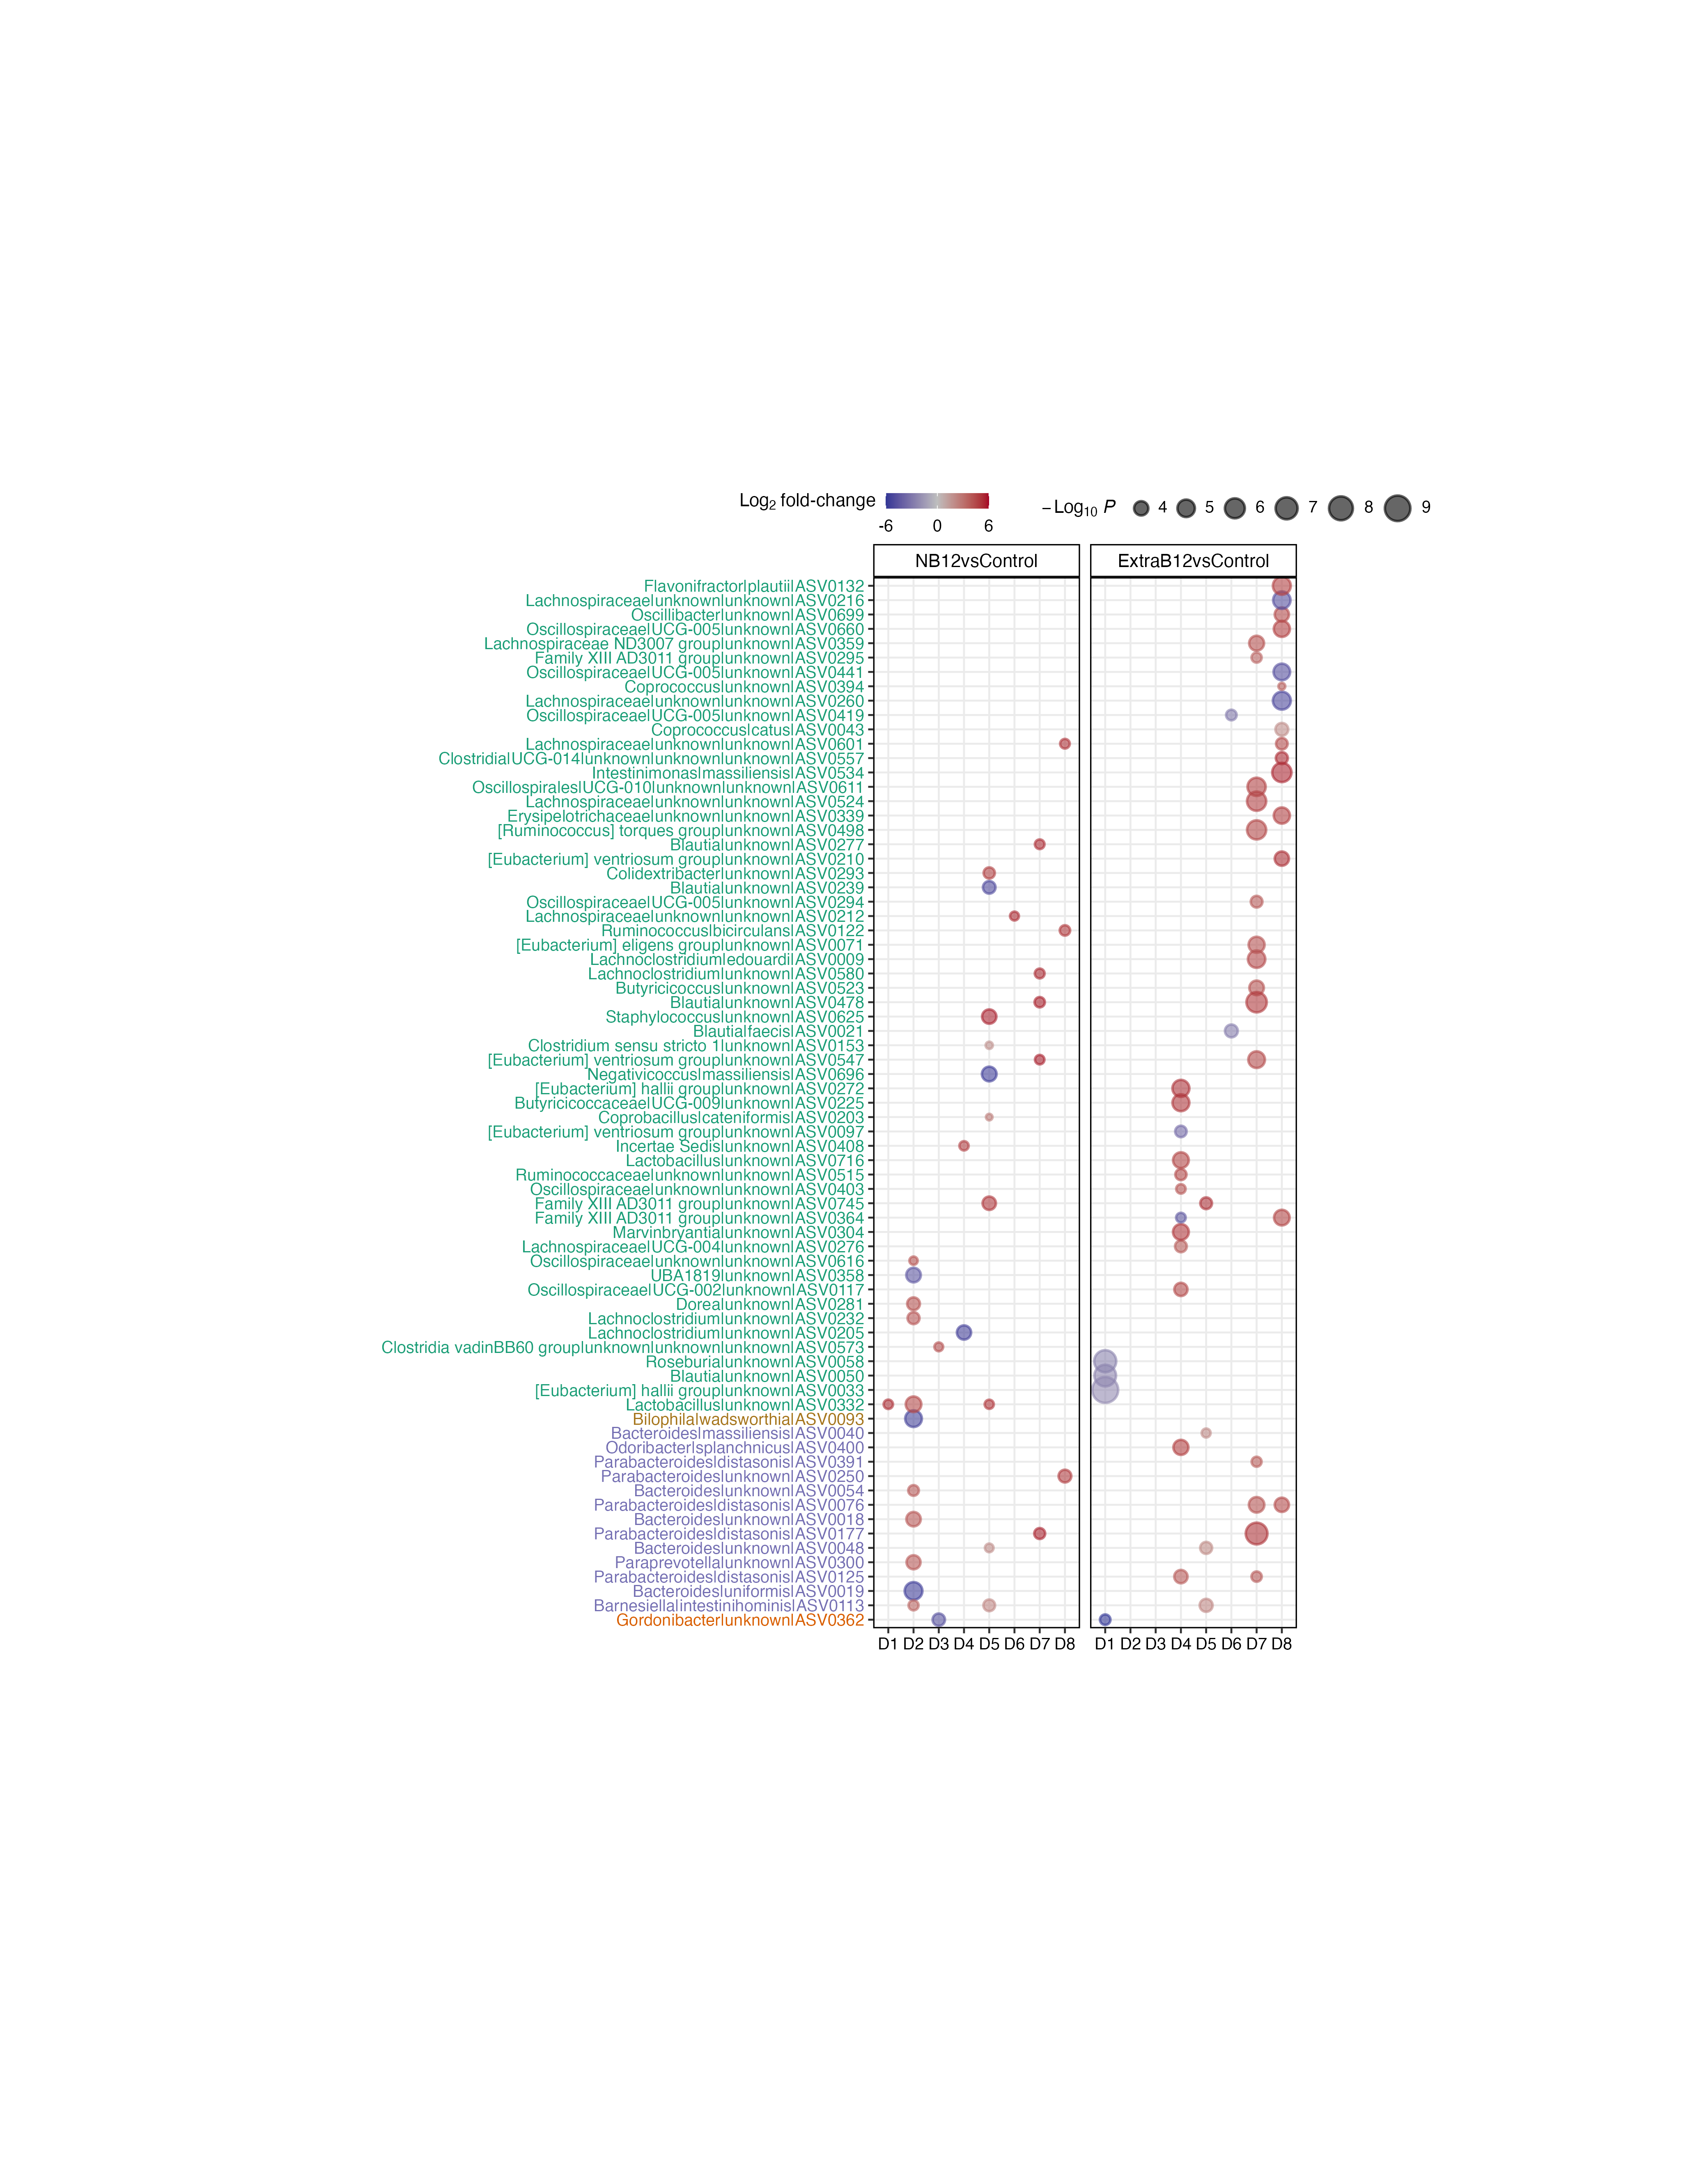 Log2 fold-change
-6 0 6
−Log10 P 4 5 6 7 8 9
NB12vsControl ExtraB12vsControl
Flavonifractor|plautii|ASV0132
Lachnospiraceae|unknown|unknown|ASV0216
Oscillibacter|unknown|ASV0699
Oscillospiraceae|UCG-005|unknown|ASV0660
Lachnospiraceae ND3007 group|unknown|ASV0359
Family XIII AD3011 group|unknown|ASV0295
Oscillospiraceae|UCG-005|unknown|ASV0441
Coprococcus|unknown|ASV0394
Lachnospiraceae|unknown|unknown|ASV0260
Oscillospiraceae|UCG-005|unknown|ASV0419
Coprococcus|catus|ASV0043
Lachnospiraceae|unknown|unknown|ASV0601
Clostridia|UCG-014|unknown|unknown|unknown|ASV0557
Intestinimonas|massiliensis|ASV0534
Oscillospirales|UCG-010|unknown|unknown|ASV0611
Lachnospiraceae|unknown|unknown|ASV0524
Erysipelotrichaceae|unknown|unknown|ASV0339
[Ruminococcus] torques group|unknown|ASV0498
Blautia|unknown|ASV0277
[Eubacterium] ventriosum group|unknown|ASV0210
Colidextribacter|unknown|ASV0293
Blautia|unknown|ASV0239
Oscillospiraceae|UCG-005|unknown|ASV0294
Lachnospiraceae|unknown|unknown|ASV0212
Ruminococcus|bicirculans|ASV0122
[Eubacterium] eligens group|unknown|ASV0071
Lachnoclostridium|edouardi|ASV0009
Lachnoclostridium|unknown|ASV0580
Butyricicoccus|unknown|ASV0523
Blautia|unknown|ASV0478
Staphylococcus|unknown|ASV0625
Blautia|faecis|ASV0021
Clostridium sensu stricto 1|unknown|ASV0153
[Eubacterium] ventriosum group|unknown|ASV0547
Negativicoccus|massiliensis|ASV0696
[Eubacterium] hallii group|unknown|ASV0272
Butyricicoccaceae|UCG-009|unknown|ASV0225
Coprobacillus|cateniformis|ASV0203
[Eubacterium] ventriosum group|unknown|ASV0097
Incertae Sedis|unknown|ASV0408
Lactobacillus|unknown|ASV0716
Ruminococcaceae|unknown|unknown|ASV0515
Oscillospiraceae|unknown|unknown|ASV0403
Family XIII AD3011 group|unknown|ASV0745
Family XIII AD3011 group|unknown|ASV0364
Marvinbryantia|unknown|ASV0304
Lachnospiraceae|UCG-004|unknown|ASV0276
Oscillospiraceae|unknown|unknown|ASV0616
UBA1819|unknown|ASV0358
Oscillospiraceae|UCG-002|unknown|ASV0117
Dorea|unknown|ASV0281
Lachnoclostridium|unknown|ASV0232
Lachnoclostridium|unknown|ASV0205
Clostridia vadinBB60 group|unknown|unknown|unknown|ASV0573
Roseburia|unknown|ASV0058
Blautia|unknown|ASV0050
[Eubacterium] hallii group|unknown|ASV0033
Lactobacillus|unknown|ASV0332
Bilophila|wadsworthia|ASV0093
Bacteroides|massiliensis|ASV0040
Odoribacter|splanchnicus|ASV0400
Parabacteroides|distasonis|ASV0391
Parabacteroides|unknown|ASV0250
Bacteroides|unknown|ASV0054
Parabacteroides|distasonis|ASV0076
Bacteroides|unknown|ASV0018
Parabacteroides|distasonis|ASV0177
Bacteroides|unknown|ASV0048
Paraprevotella|unknown|ASV0300
Parabacteroides|distasonis|ASV0125
Bacteroides|uniformis|ASV0019
Barnesiella|intestinihominis|ASV0113
Gordonibacter|unknown|ASV0362
D1 D2 D3 D4 D5 D6 D7 D8 D1 D2 D3 D4 D5 D6 D7 D8